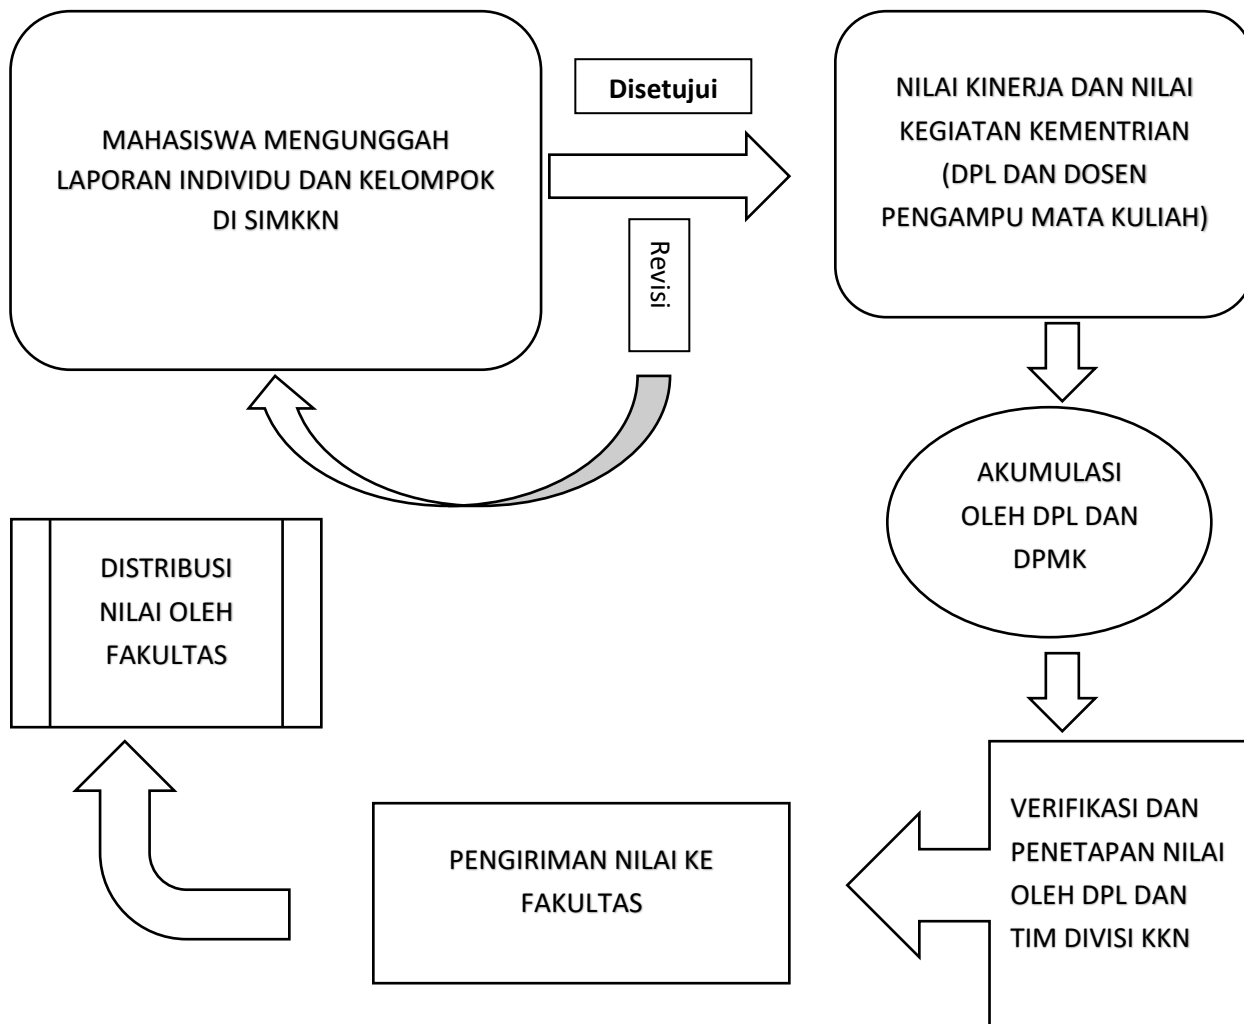 MAHASISWA MENGUNGGAH
LAPORAN INDIVIDU DAN KELOMPOK
DI SIMKKN
Disetujui
Revisi
NILAI KINERJA DAN NILAI
KEGIATAN KEMENTRIAN
(DPL DAN DOSEN
PENGAMPU MATA KULIAH)
AKUMULASI
OLEH DPL DAN
DPMK
VERIFIKASI DAN
PENETAPAN NILAI
OLEH DPL DAN
TIM DIVISI KKN
PENGIRIMAN NILAI KE
FAKULTAS
DISTRIBUSI
NILAI OLEH
FAKULTAS